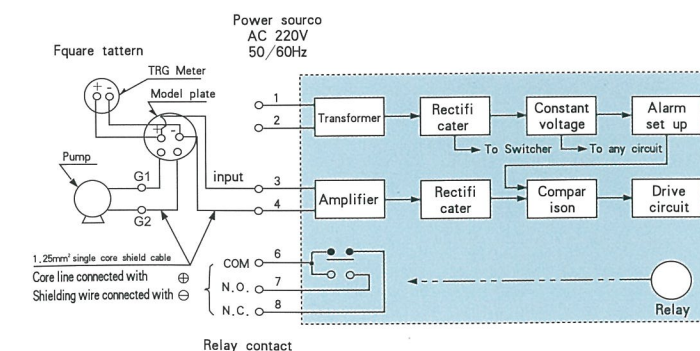 Power sourco
AC 220V
50/60Hz
Fquare tattern
TRG Meter
Model plate
+ -
+ -
Pump
G1
G2
input
1
2
3
4
Transformer
Rectifi
cater
Constant
voltage
Alarm
set up
To Switcher
To any circuit
Amplifier
Rectifi
cater
Compar
ison
Drive
circuit
1.25mm² single core shield cable
Core line connected with ⊕
Shielding wire connected with ⊖
COM 6
N.O. 7
N.C. 8
Relay
Relay contact